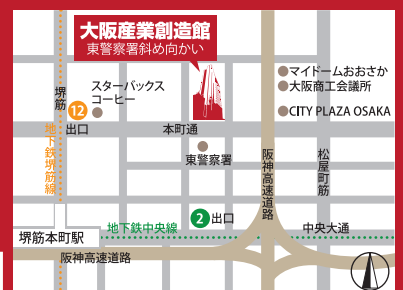 大阪産業創造館
東警察署斜め向かい
マイドームおおさか
大阪商工会議所
CITY PLAZA OSAKA
スターバックス
コーヒー
堺筋
12
出口
本町通
地下鉄堺筋線
東警察署
阪神高速道路
松屋町筋
2 出口
地下鉄中央線
中央大通
堺筋本町駅
阪神高速道路